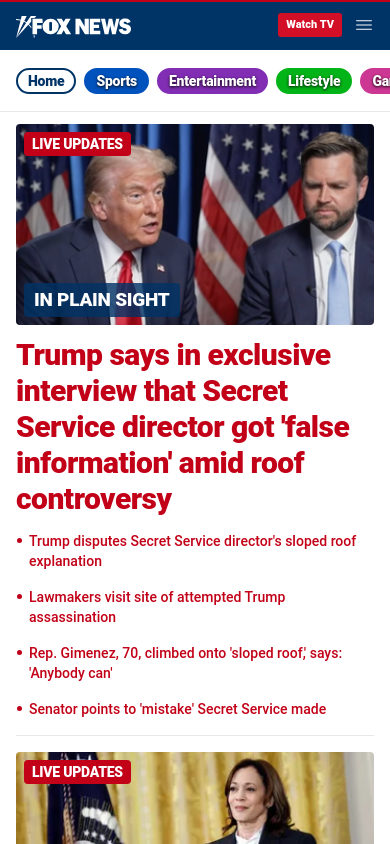 FOX NEWS
Watch TV
Home
Sports
Entertainment
Lifestyle
LIVE UPDATES
IN PLAIN SIGHT
Trump says in exclusive
interview that Secret
Service director got 'false
information' amid roof
controversy
• Trump disputes Secret Service director's sloped roof
explanation
• Lawmakers visit site of attempted Trump
assassination
• Rep. Gimenez, 70, climbed onto 'sloped roof,' says:
'Anybody can'
• Senator points to 'mistake' Secret Service made
LIVE UPDATES